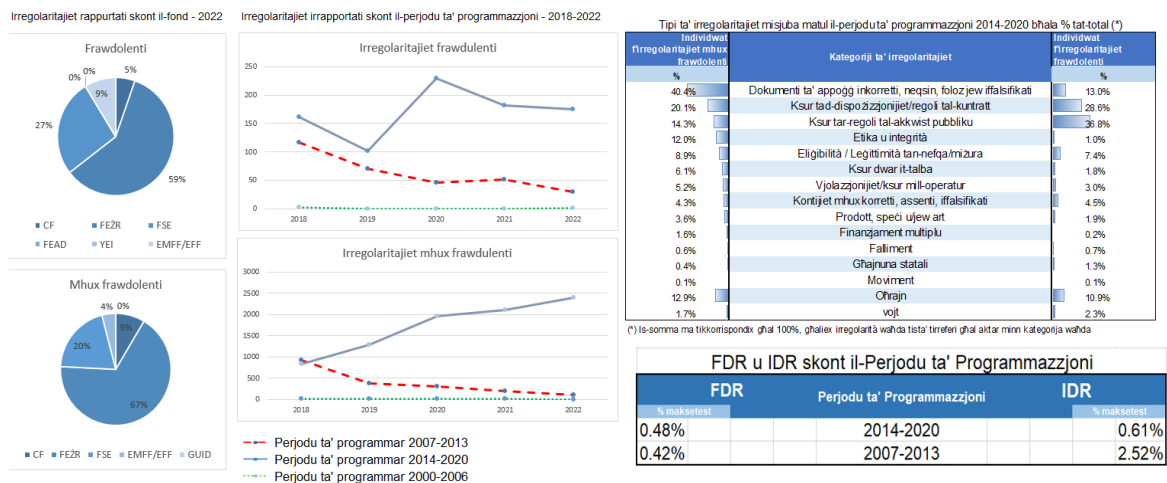 Irregolaritajiet rappurtati skont il-fond - 2022
Frawdolenti
0%
0%
5%
9%
27%
59%
CF
FEŻR
FSE
FEAD
YEI
EMFF/EFF
Mhux frawdolenti
4%
0%
9%
20%
67%
CF
FEŻR
FSE
EMFF/EFF
GUID
Irregolaritajiet irrapportati skont il-perjodu ta' programmazzjoni - 2018-2022
Irregolaritajiet frawdulenti
250
200
150
100
50
0
2018
2019
2020
2021
2022
Irregolaritajiet mhux frawdulenti
3000
2500
2000
1500
1000
500
0
2018
2019
2020
2021
2022
Perjodu ta' programmar 2007-2013
Perjodu ta' programmar 2014-2020
Perjodu ta' programmar 2000-2006
Tipi ta' irregolaritajiet misjuba matul il-perjodu ta' programmazzjoni 2014-2020 bħala % tat-total (*)
Individwat f'irregolaritajiet mhux frawdolenti
Kategoriji ta' irregolaritajiet
Individwat f'irregolaritajiet frawdolenti
% %
40.4% Dokumenti ta' appoġġ inkorretti, neqsin, foloz jew iffalsifikati 13.0%
20.1% Ksur tad-dispożizzjonijiet/regoli tal-kuntratt 28.6%
14.3% Ksur tar-regoli tal-akkwist pubbliku 36.8%
12.0% Etika u integrità 1.0%
8.9% Eliġibilità / Leġittimità tan-nefqa/miżura 7.4%
6.1% Ksur dwar it-talba 1.8%
5.2% Vjolazzjonijiet/ksur mill-operatur 3.0%
4.3% Kontijiet mhux korretti, assenti, iffalsifikati 4.5%
3.6% Prodott, speċi u/jew art 1.9%
1.6% Finanzjament multiplu 0.2%
0.6% Falliment 0.7%
0.4% Għajnuna statali 1.3%
0.1% Moviment 0.1%
12.9% Oħrajn 10.9%
1.7% vojt 2.3%
(*) Is-somma ma tikkorrispondix għal 100%, għaliex irregolarità waħda tista' tirreferi għal aktar minn kategorija waħda
FDR u IDR skont il-Perjodu ta' Programmazzjoni
FDR Perjodu ta' Programmazzjoni IDR
% maksetest % maksetest
0.48% 2014-2020 0.61%
0.42% 2007-2013 2.52%